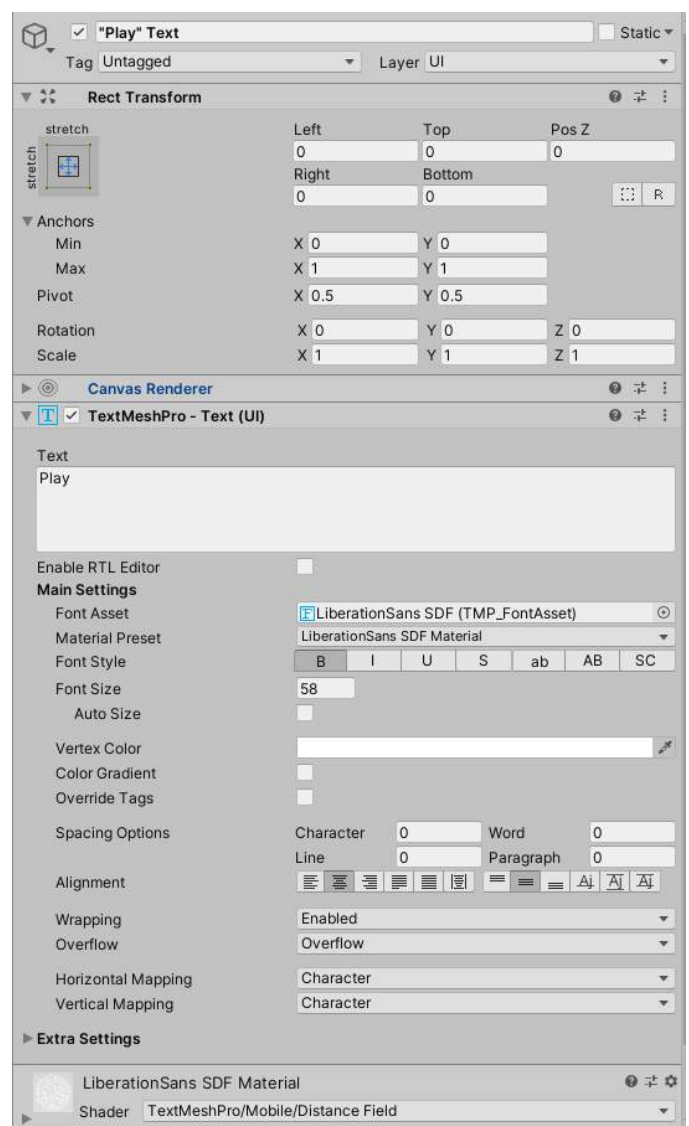 "Play" Text Static
Tag Untagged Layer UI
Rect Transform
stretch Left Top Pos Z
stretch 0 0 0
Right Bottom
0 0 R
Anchors
Min X 0 Y 0
Max X 1 Y 1
Pivot X 0.5 Y 0.5
Rotation X 0 Y 0 Z 0
Scale X 1 Y 1 Z 1
Canvas Renderer
T TextMeshPro - Text (UI)
Text
Play
Enable RTL Editor
Main Settings
Font Asset F LiberationSans SDF (TMP_FontAsset)
Material Preset LiberationSans SDF Material
Font Style B I U S ab AB SC
Font Size 58
Auto Size
Vertex Color
Color Gradient
Override Tags
Spacing Options Character 0 Word 0
Line 0 Paragraph 0
Alignment
Wrapping Enabled
Overflow Overflow
Horizontal Mapping Character
Vertical Mapping Character
Extra Settings
LiberationSans SDF Material
Shader TextMeshPro/Mobile/Distance Field